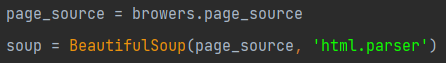 page_source = browers.page_source
soup = BeautifulSoup(page_source, 'html.parser')